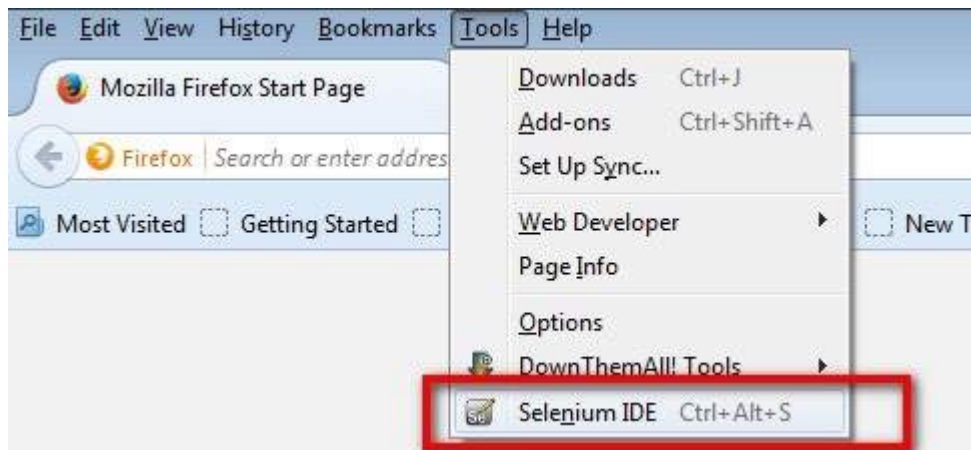 File Edit View History Bookmarks Tools Help
Mozilla Firefox Start Page
Firefox Search or enter addres
Most Visited Getting Started New T
Downloads Ctrl+J
Add-ons Ctrl+Shift+A
Set Up Sync...
Web Developer
Page Info
Options
DownThemAll! Tools
Selenium IDE Ctrl+Alt+S